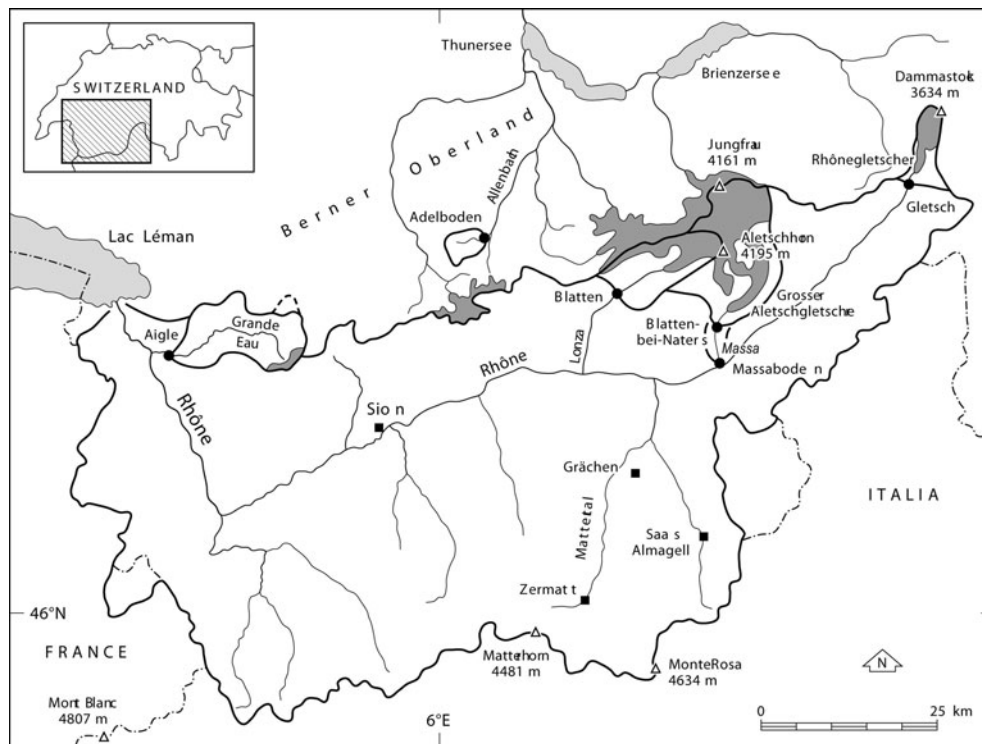 SWITZERLAND
Thunersee
Brienzersee
Dammastok
3634 m
Jungfrau
4161 m
Rhônegletscher
Gletsch
Berner Oberland
Allenbach
Adelboden
Lac Léman
Aletschhorn
4195 m
Blatten
Grosser
Aletschgletscher
Blatten-
bei-Naters
Massa
Massaboden
Lonza
Aigle
Grande
Eau
Rhône
Rhône
Sion
Grächen
Mattertal
Saas
Almagell
ITALIA
Zermatt
46°N
FRANCE
Matterhorn
4481 m
Monte Rosa
4634 m
N
Mont Blanc
4807 m
6°E
0 25 km